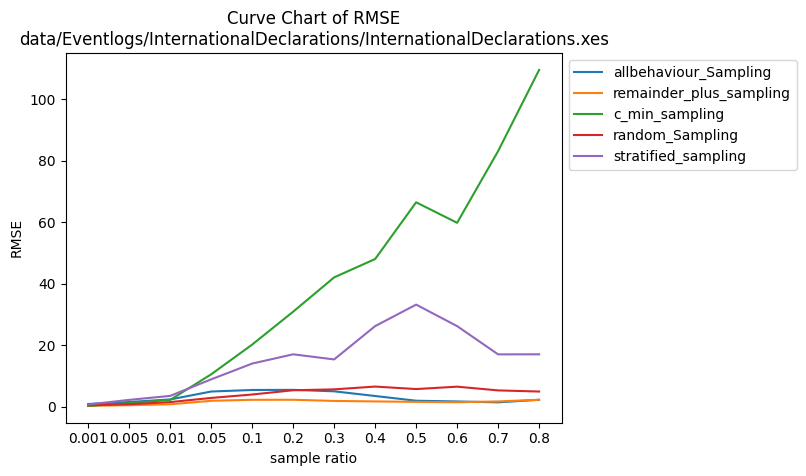 Curve Chart of RMSE
data/Eventlogs/InternationalDeclarations/InternationalDeclarations.xes
allbehaviour_Sampling
remainder_plus_sampling
c_min_sampling
random_Sampling
stratified_sampling
RMSE
100
80
60
40
20
0
0.001 0.005 0.01 0.05 0.1 0.2 0.3 0.4 0.5 0.6 0.7 0.8
sample ratio